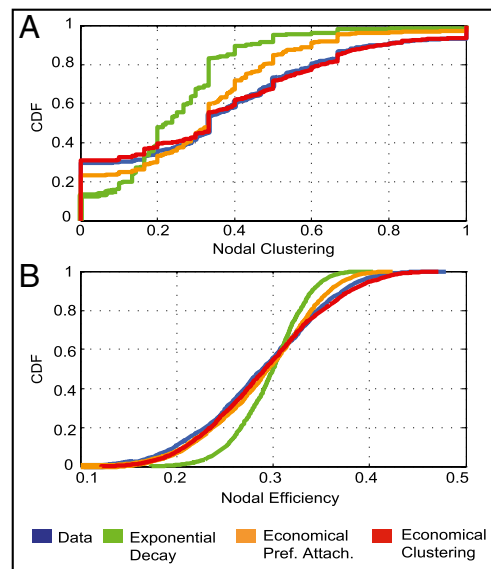 A
CDF
1
0.8
0.6
0.4
0.2
0
0 0.2 0.4 0.6 0.8 1
Nodal Clustering
B
CDF
1
0.8
0.6
0.4
0.2
0
0.1 0.2 0.3 0.4 0.5
Nodal Efficiency
Data Exponential Economical Economical
Decay Pref. Attach. Clustering